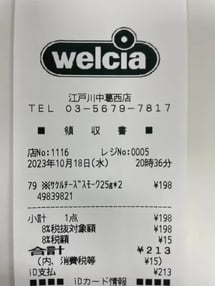 welcia
江戸川中葛西店
TEL 03-5679-7817
■ 領収書 ■
店No:1116 レジNo:0005
2023年10月18日(水) 20時36分
79 ※ｻｹﾙﾁｰｽﾞｽﾓｰｸ25g*2 ¥198
49839821
小計 1点 ¥198
8%税抜対象額 ¥198
8%税額 ¥15
合計 ¥213
(内、消費税等 ¥15)
iD支払 ¥213
■ iDカード情報 ■